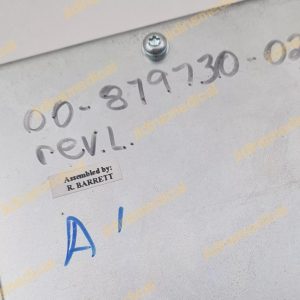 00-879730-02
rev.L.
Assembled by:
R. BARRETT
A1